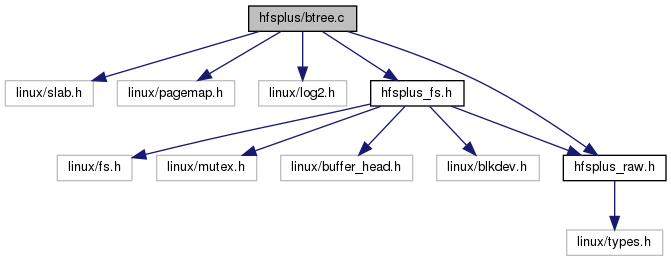 hfsplus/btree.c
linux/slab.h
linux/pagemap.h
linux/log2.h
hfsplus_fs.h
linux/fs.h
linux/mutex.h
linux/buffer_head.h
linux/blkdev.h
hfsplus_raw.h
linux/types.h